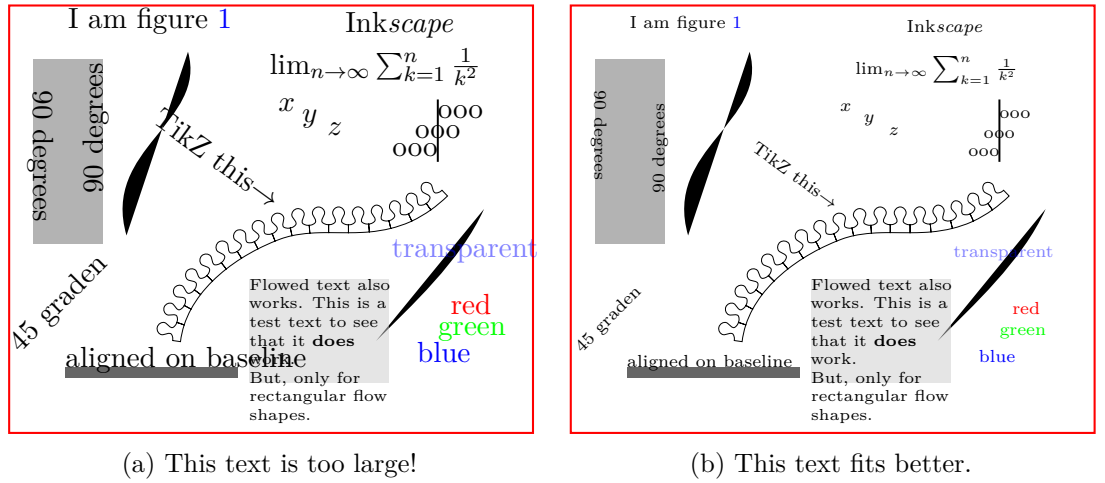 I am figure 1
Inkscape
lim_{n→∞} ∑_{k=1}^{n} 1/k²
90 degrees
90 degrees
x
y
z
ooo
ooo
ooo
TikZ this→
transparent
45 graden
Flowed text also
works. This is a
test text to see
that it does
work.
But, only for
rectangular flow
shapes.
red
green
blue
aligned on baseline
(a) This text is too large!
I am figure 1
Inkscape
lim_{n→∞} ∑_{k=1}^{n} 1/k²
90 degrees
90 degrees
x
y
z
ooo
ooo
ooo
TikZ this→
transparent
45 graden
Flowed text also
works. This is a
test text to see
that it does
work.
But, only for
rectangular flow
shapes.
red
green
blue
aligned on baseline
(b) This text fits better.